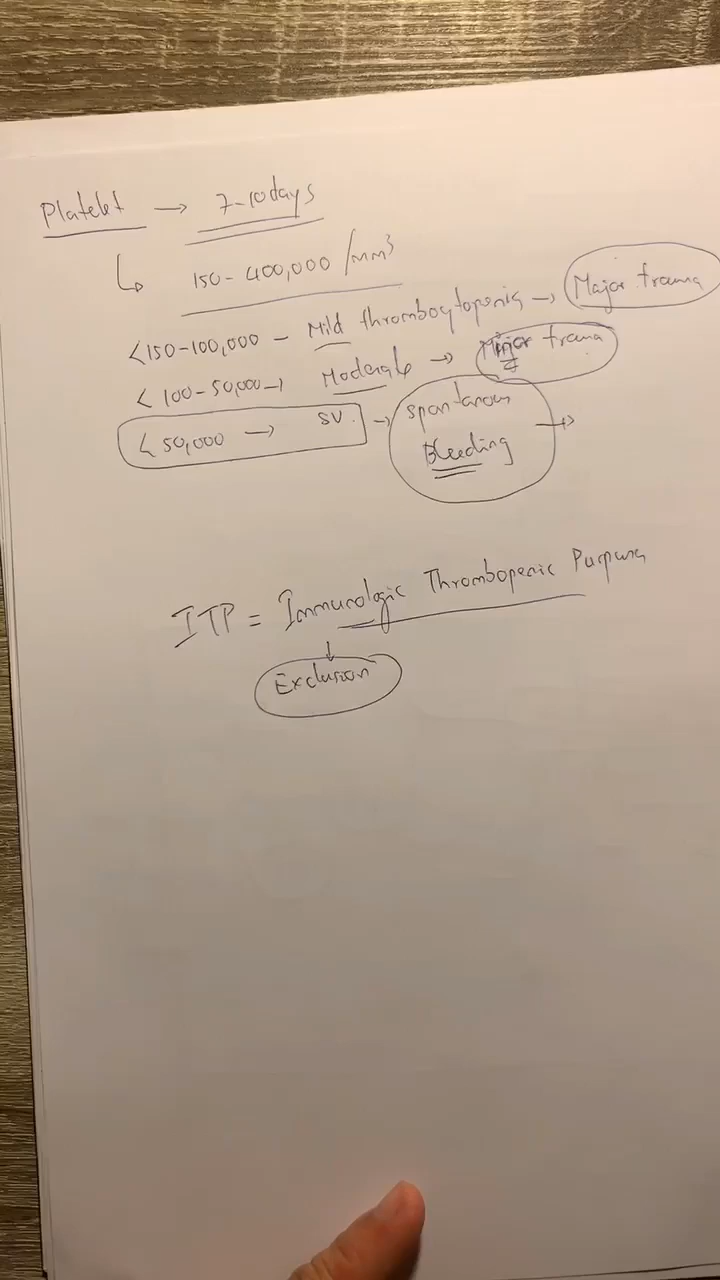 Platelet → 7-10 days
↳ 150-400,000 /mm³
<150-100,000 - Mild thrombocytopenia → Major trauma
<100-50,000 → Moderate → Minor trauma
<50,000 → SV. → spontanous Bleeding →
ITP = Immunologic Thrombopenic Purpura
↓
Exclusion